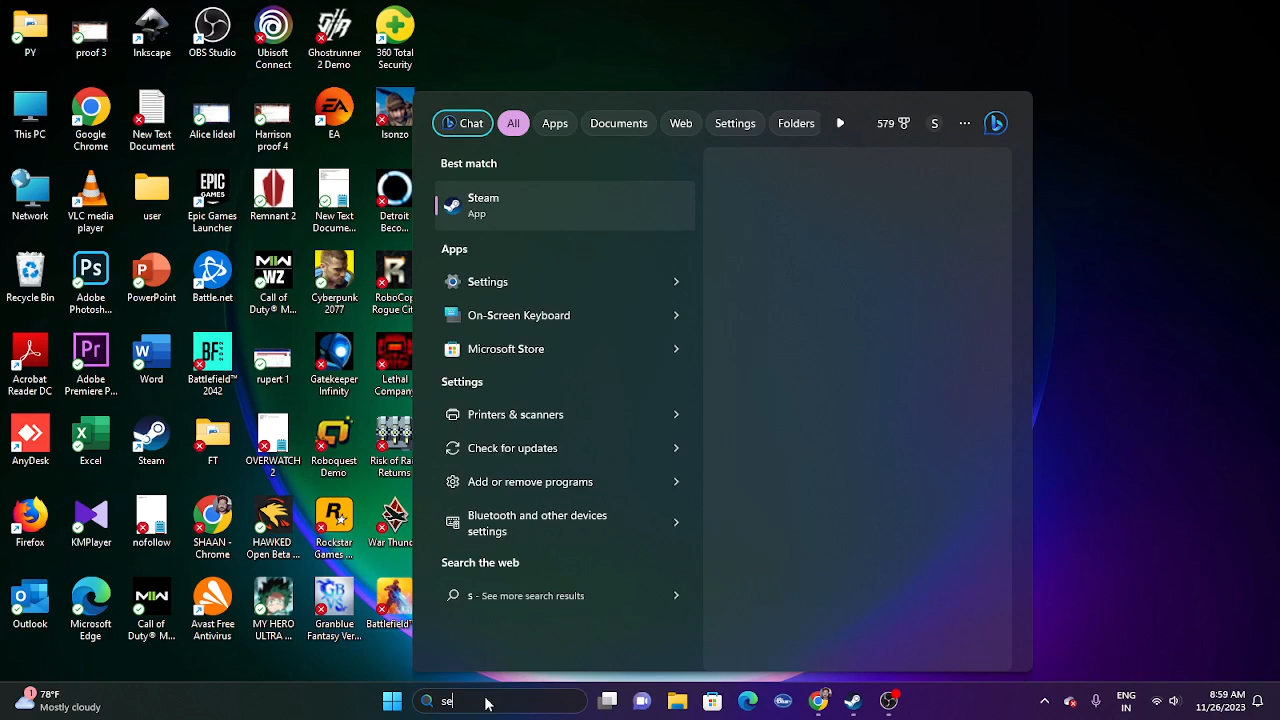 PY
proof 3
Inkscape
OBS Studio
Ubisoft
Connect
Ghostrunner
2 Demo
360 Total
Security
This PC
Google
Chrome
New Text
Document
Alice lideal
Harrison
proof 4
EA
Isonzo
Network
VLC media
player
user
Epic Games
Launcher
Remnant 2
New Text
Docume...
Detroit
Beco...
Recycle Bin
Adobe
Photosh...
PowerPoint
Battle.net
Call of
Duty® M...
Cyberpunk
2077
RoboCop
Rogue Cit
Acrobat
Reader DC
Adobe
Premiere P...
Word
Battlefield™
2042
rupert 1
Gatekeeper
Infinity
Lethal
Company
AnyDesk
Excel
Steam
FT
OVERWATCH
2
Roboquest
Demo
Risk of Ra
Returns
Firefox
KMPlayer
nofollow
SHAAN -
Chrome
HAWKED
Open Beta ...
Rockstar
Games ...
War Thund
Outlook
Microsoft
Edge
Call of
Duty® M...
Avast Free
Antivirus
MY HERO
ULTRA ...
Granblue
Fantasy Ver...
Battlefield™
Chat
All
Apps
Documents
Web
Settings
Folders
579
S
...
Best match
Steam
App
Apps
Settings
On-Screen Keyboard
Microsoft Store
Settings
Printers & scanners
Check for updates
Add or remove programs
Bluetooth and other devices
settings
Search the web
s - See more search results
1
78°F
Mostly cloudy
se
ENG
IN
8:59 AM
11/26/2023